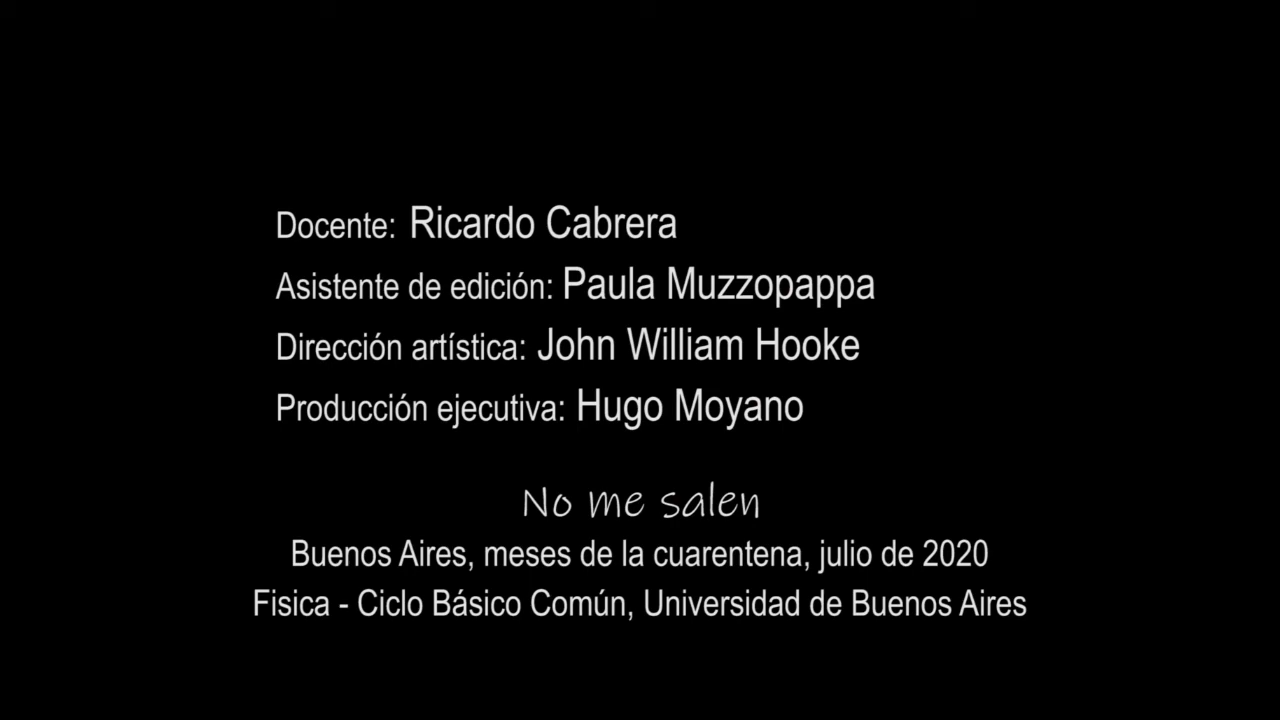 Docente: Ricardo Cabrera
Asistente de edición: Paula Muzzopappa
Dirección artística: John William Hooke
Producción ejecutiva: Hugo Moyano
No me salen
Buenos Aires, meses de la cuarentena, julio de 2020
Fisica - Ciclo Básico Común, Universidad de Buenos Aires